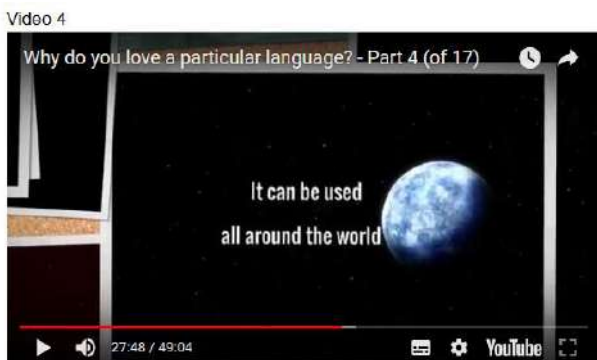 Video 4
Why do you love a particular language? - Part 4 (of 17)
It can be used
all around the world
27:48 / 49:04
YouTube